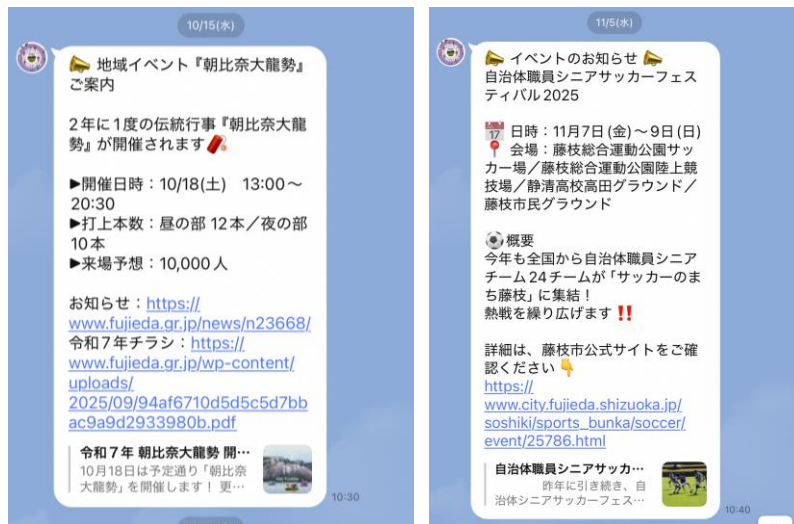 10/15(水)
📣 地域イベント『朝比奈大龍勢』
ご案内
2年に1度の伝統行事『朝比奈大龍
勢』が開催されます🧨
▶開催日時：10/18(土)　13:00〜
20:30
▶打上本数：昼の部 12本／夜の部
10本
▶来場予想：10,000人
お知らせ：https://
www.fujieda.gr.jp/news/n23668/
令和7年チラシ：https://
www.fujieda.gr.jp/wp-content/
uploads/
2025/09/94af6710d5d5c5d7bb
ac9a9d2933980b.pdf
令和7年 朝比奈大龍勢 開…
10月18日は予定通り「朝比奈
大龍勢」を開催します！ 更…
10:30
11/5(水)
📣 イベントのお知らせ 📣
自治体職員シニアサッカーフェス
ティバル2025
📅 日時：11月7日(金)〜9日(日)
📍 会場：藤枝総合運動公園サッ
カー場／藤枝総合運動公園陸上競
技場／静清高校高田グラウンド／
藤枝市民グラウンド
⚽概要
今年も全国から自治体職員シニア
チーム24チームが「サッカーのま
ち藤枝」に集結！
熱戦を繰り広げます‼️
詳細は、藤枝市公式サイトをご確
認ください👇
https://
www.city.fujieda.shizuoka.jp/
soshiki/sports_bunka/soccer/
event/25786.html
自治体職員シニアサッカ…
昨年に引き続き、自
治体シニアサッカーフェス…
10:40